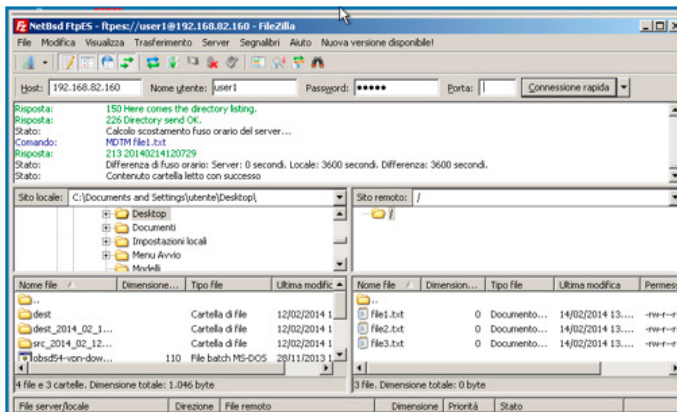 NetBsd FtpES - ftpes://user1@192.168.82.160 - FileZilla
File Modifica Visualizza Trasferimento Server Segnalibri Aiuto Nuova versione disponibile!
Host: 192.168.82.160 Nome utente: user1 Password: ●●●●● Porta: Connessione rapida
Risposta: 150 Here comes the directory listing.
Risposta: 226 Directory send OK.
Stato: Calcolo scostamento fuso orario del server...
Comando: MDTM file1.txt
Risposta: 213 20140214120729
Stato: Differenza di fuso orario: Server: 0 secondi. Locale: 3600 secondi. Differenza: 3600 secondi.
Stato: Contenuto cartella letto con successo
Sito locale: C:\Documents and Settings\utente\Desktop\ Sito remoto: /
Desktop /
Documenti
Impostazioni locali
Menu Avvio
Modelli
Nome file Dimensione... Tipo file Ultima modific Nome file Dimension... Tipo file Ultima modifica Permess
.. ..
dest Cartella di file 12/02/2014 1 file1.txt 0 Documento... 14/02/2014 13.... -rw-r--r
dest_2014_02_1... Cartella di file 12/02/2014 1 file2.txt 0 Documento... 14/02/2014 13.... -rw-r--r
src_2014_02_12... Cartella di file 12/02/2014 1 file3.txt 0 Documento... 14/02/2014 13.... -rw-r--r
obsd54-vpn-dow... 110 File batch MS-DOS 28/11/2013 1
4 file e 3 cartelle. Dimensione totale: 1.046 byte 3 file. Dimensione totale: 0 byte
File server/locale Direzione File remoto Dimensione Priorità Stato